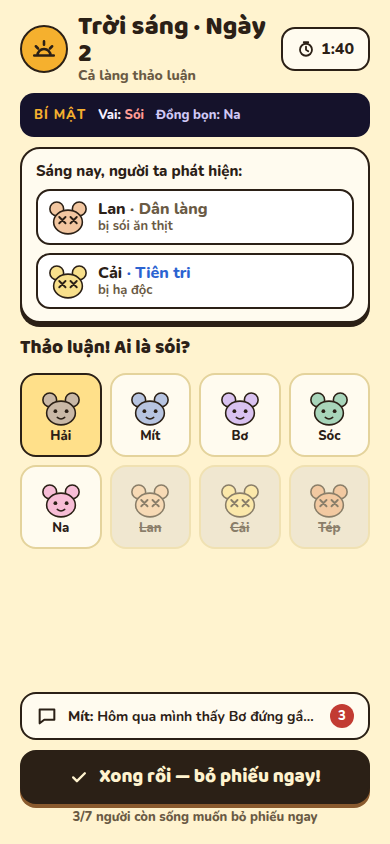 Trời sáng · Ngày
2
Cả làng thảo luận
1:40
BÍ MẬT Vai: Sói Đồng bọn: Na
Sáng nay, người ta phát hiện:
Lan · Dân làng
bị sói ăn thịt
Cải · Tiên tri
bị hạ độc
Thảo luận! Ai là sói?
Hải Mít Bơ Sóc
Na Lan Cải Tép
Mít: Hôm qua mình thấy Bơ đứng gầ... 3
Xong rồi — bỏ phiếu ngay!
3/7 người còn sống muốn bỏ phiếu ngay